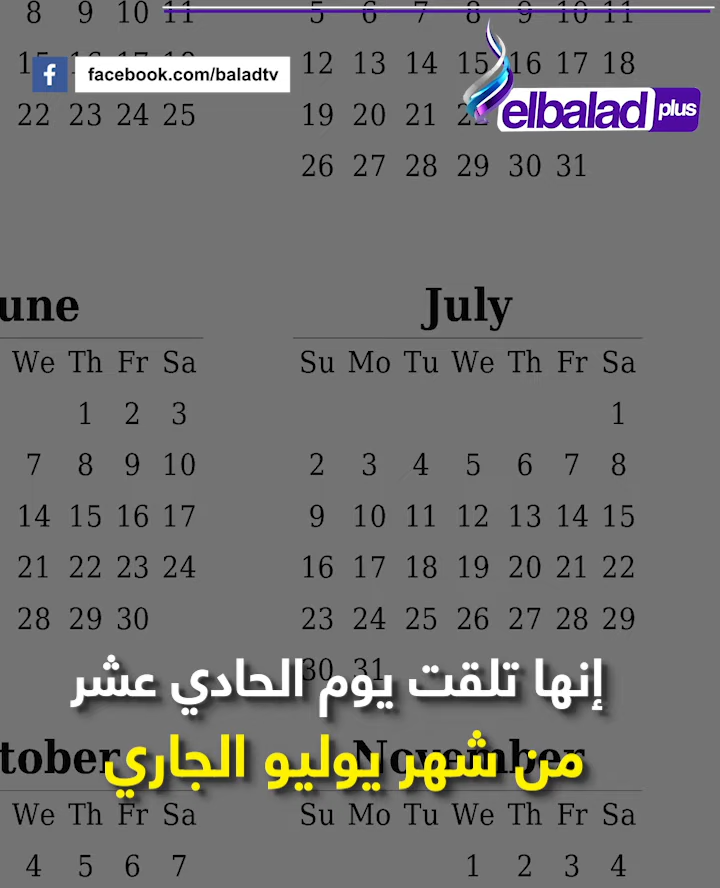 8 9 10 11
5 6 7 8 9 10 11
facebook.com/baladtv
12 13 14 15 16 17 18
elbalad plus
22 23 24 25
19 20 21
26 27 28 29 30 31
une
We Th Fr Sa
1 2 3
7 8 9 10
14 15 16 17
21 22 23 24
28 29 30
July
Su Mo Tu We Th Fr Sa
1
2 3 4 5 6 7 8
9 10 11 12 13 14 15
16 17 18 19 20 21 22
23 24 25 26 27 28 29
30 31
إنها تلقت يوم الحادي عشر
من شهر يوليو الجاري
tober
We Th Fr Sa
4 5 6 7
November
Su Mo Tu We Th Fr Sa
1 2 3 4